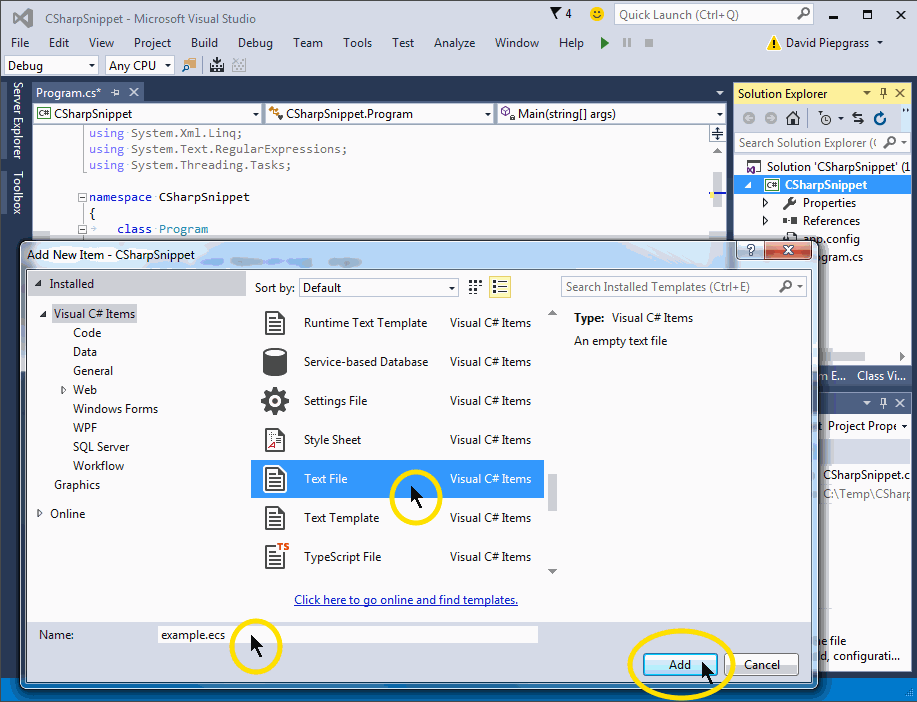 CSharpSnippet - Microsoft Visual Studio
4
Quick Launch (Ctrl+Q)
File Edit View Project Build Debug Team Tools Test Analyze Window Help
David Piepgrass
Debug Any CPU
Server Explorer
Toolbox
Program.cs*
CSharpSnippet CSharpSnippet.Program Main(string[] args)
using System.Xml.Linq;
using System.Text.RegularExpressions;
using System.Threading.Tasks;
namespace CSharpSnippet
{
class Program
Solution Explorer
Search Solution Explorer (
Solution 'CSharpSnippet' (1
C# CSharpSnippet
Properties
References
app.config
gram.cs
Add New Item - CSharpSnippet
Installed
Visual C# Items
Code
Data
General
Web
Windows Forms
WPF
SQL Server
Workflow
Graphics
Online
Sort by: Default
Search Installed Templates (Ctrl+E)
Runtime Text Template Visual C# Items
Service-based Database Visual C# Items
Settings File Visual C# Items
Style Sheet Visual C# Items
Text File Visual C# Items
Text Template Visual C# Items
TS
TypeScript File Visual C# Items
Click here to go online and find templates.
Type: Visual C# Items
An empty text file
Name: example.ecs
Add Cancel
m E... Class Vi...
t Project Prope
CSharpSnippet.c
C:\Temp\CSharp
e file
d, configurati...